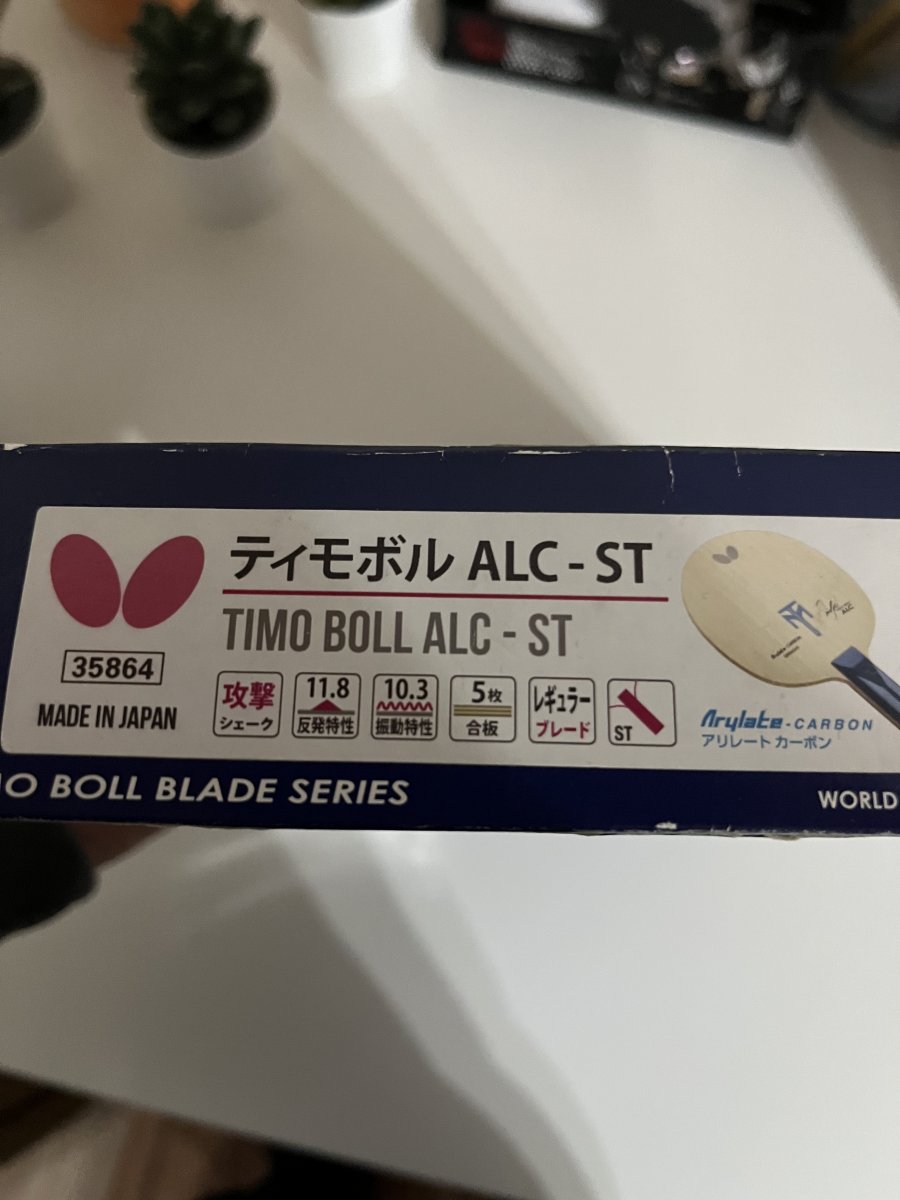 ティモボル ALC - ST
TIMO BOLL ALC - ST
35864
MADE IN JAPAN
攻撃
シェーク
11.8
反発特性
10.3
振動特性
5枚
合板
レギュラー
ブレード
ST
Arylate-CARBON
アリレート カーボン
BOLL BLADE SERIES
WORLD